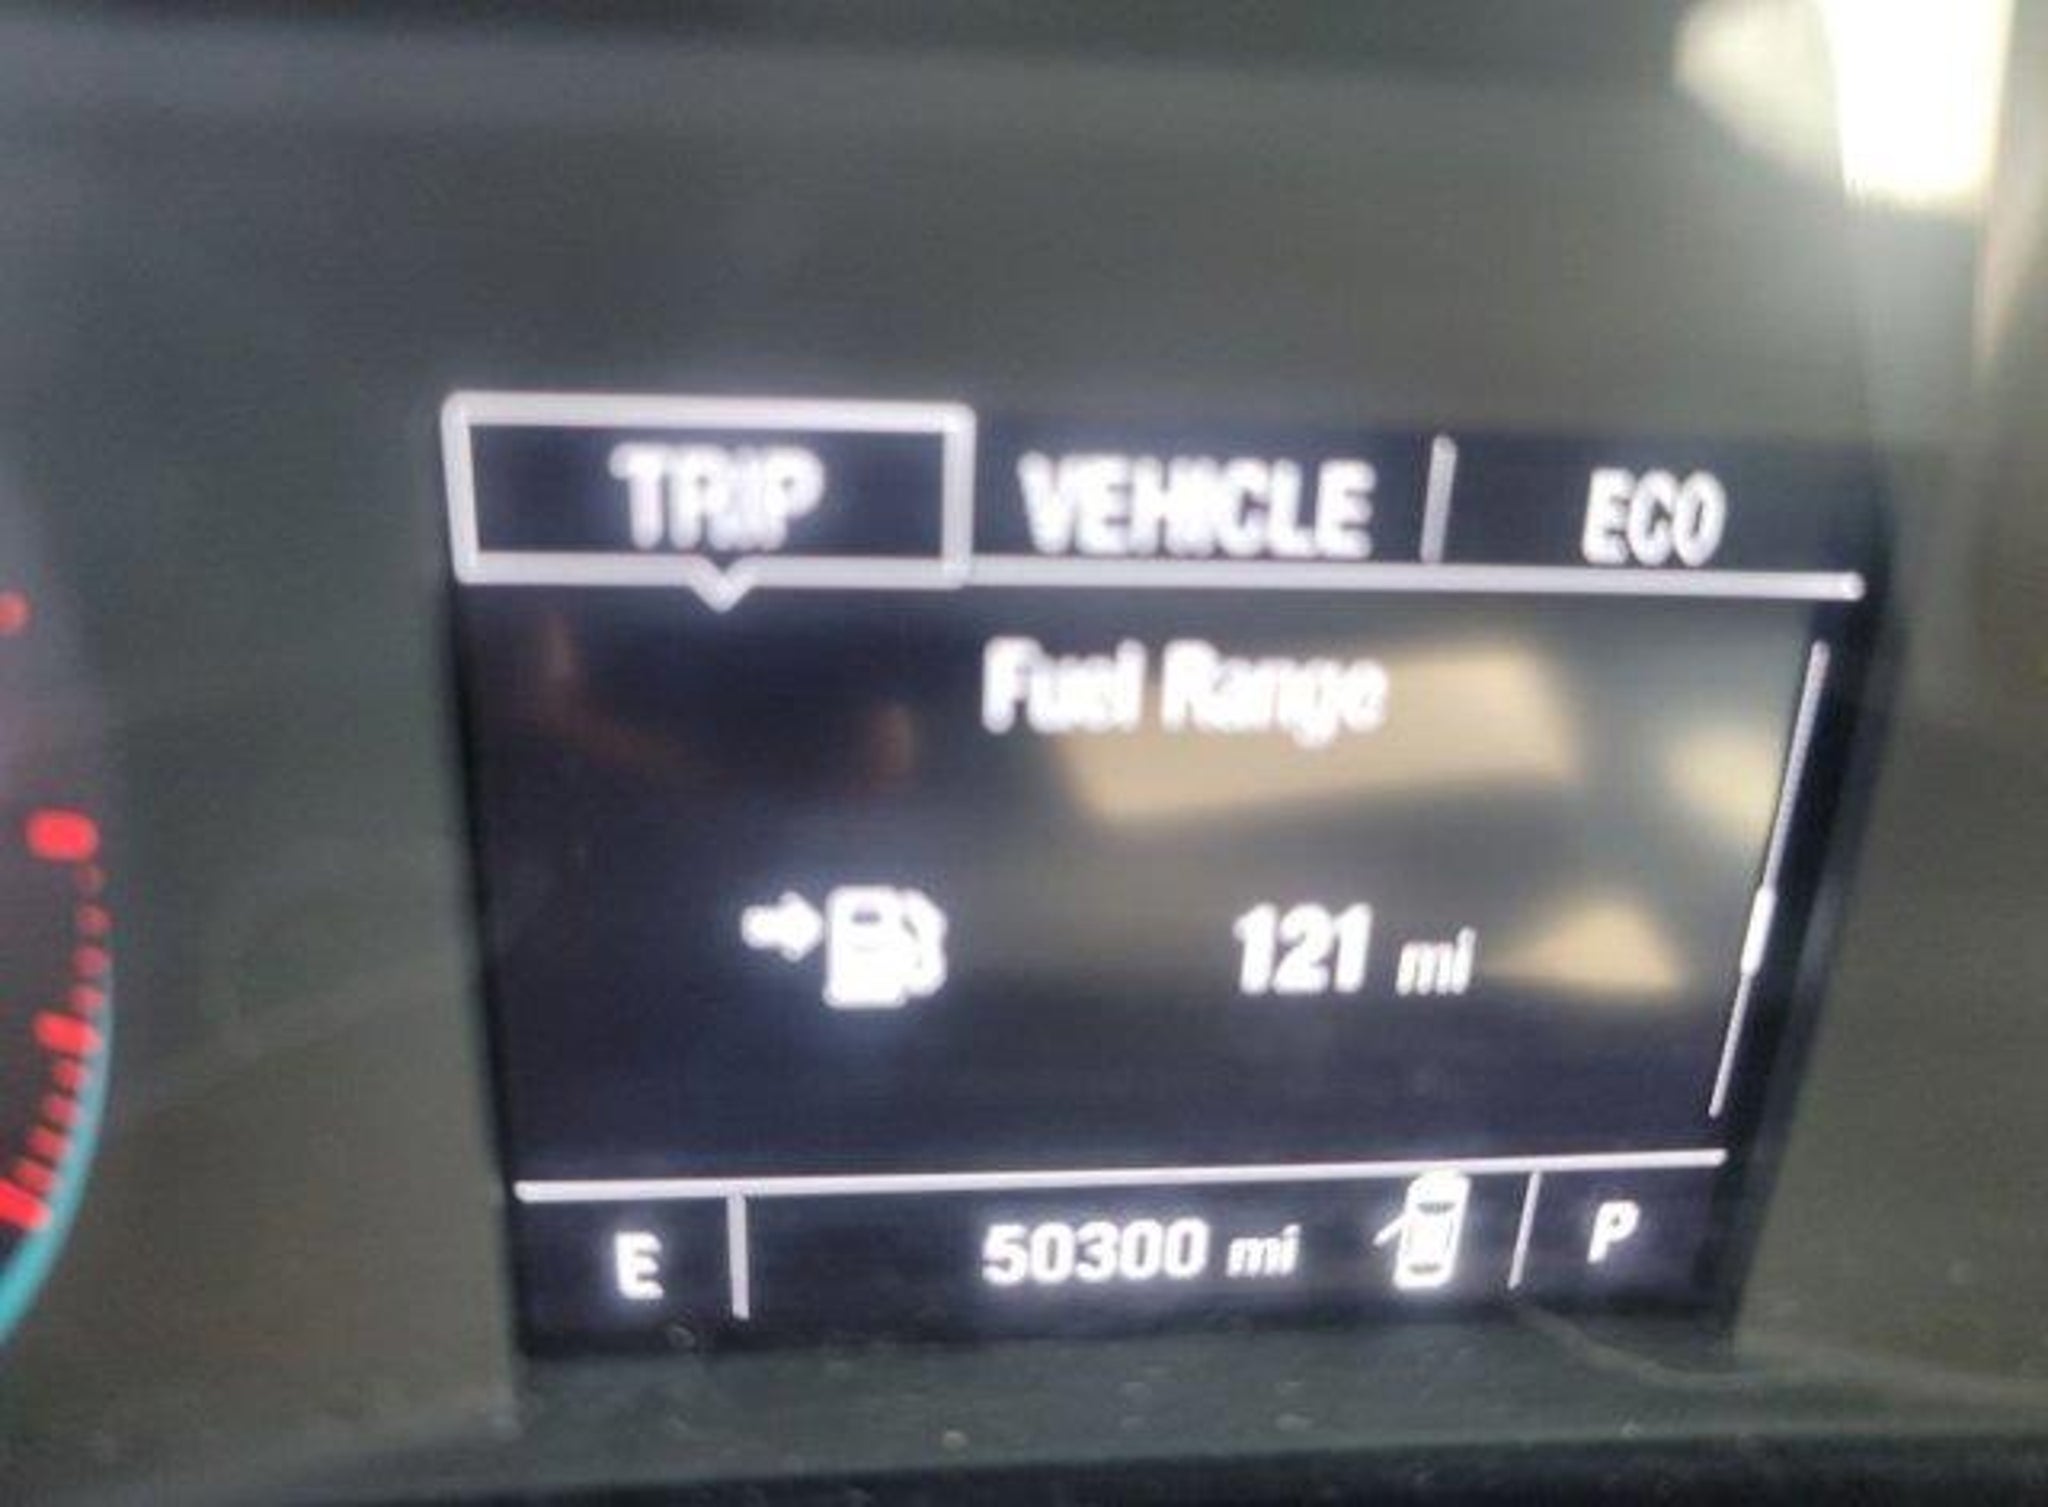 TRIP VEHICLE ECO
Fuel Range
121 mi
E 50300 mi P